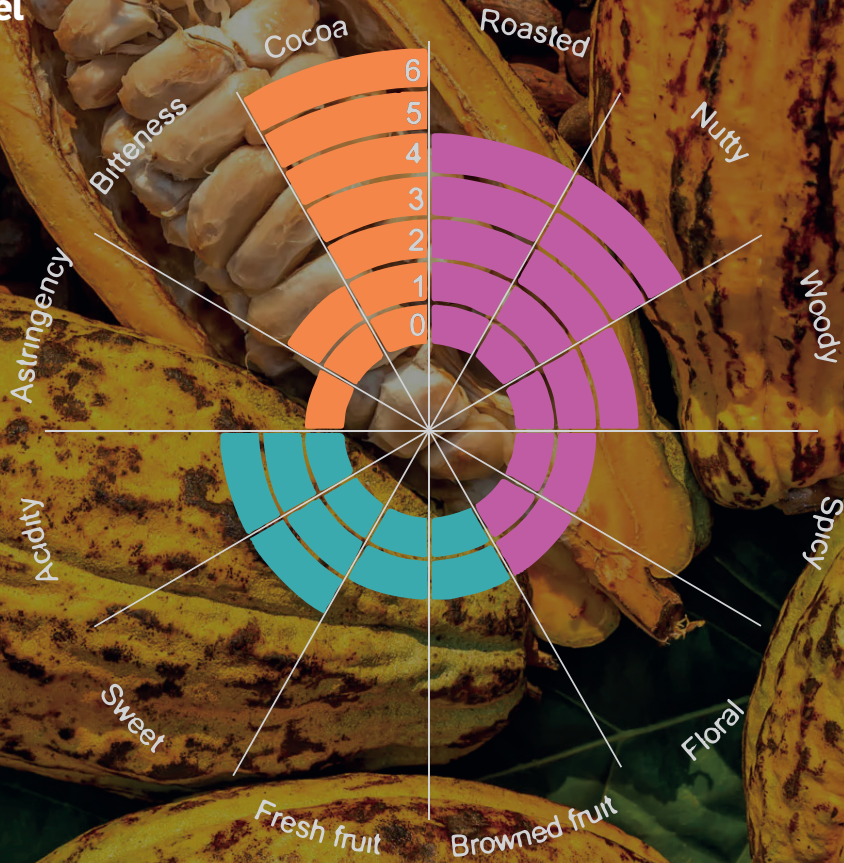 el
Cocoa
Roasted
Nutty
Woody
Spicy
Floral
Browned fruit
Fresh fruit
Sweet
Acidity
Astringency
Bitterness
6
5
4
3
2
1
0